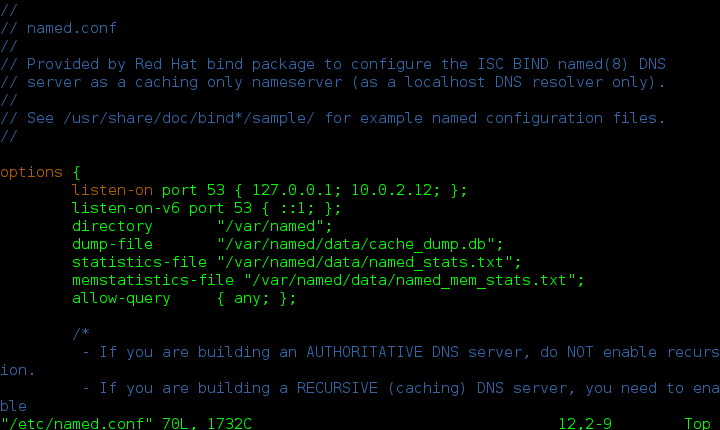 //
// named.conf
//
// Provided by Red Hat bind package to configure the ISC BIND named(8) DNS
// server as a caching only nameserver (as a localhost DNS resolver only).
//
// See /usr/share/doc/bind*/sample/ for example named configuration files.
//
options {
listen-on port 53 { 127.0.0.1; 10.0.2.12; };
listen-on-v6 port 53 { ::1; };
directory "/var/named";
dump-file "/var/named/data/cache_dump.db";
statistics-file "/var/named/data/named_stats.txt";
memstatistics-file "/var/named/data/named_mem_stats.txt";
allow-query { any; };
/*
- If you are building an AUTHORITATIVE DNS server, do NOT enable recurs
ion.
- If you are building a RECURSIVE (caching) DNS server, you need to ena
ble
"/etc/named.conf" 70L, 1732C 12,2-9 Top